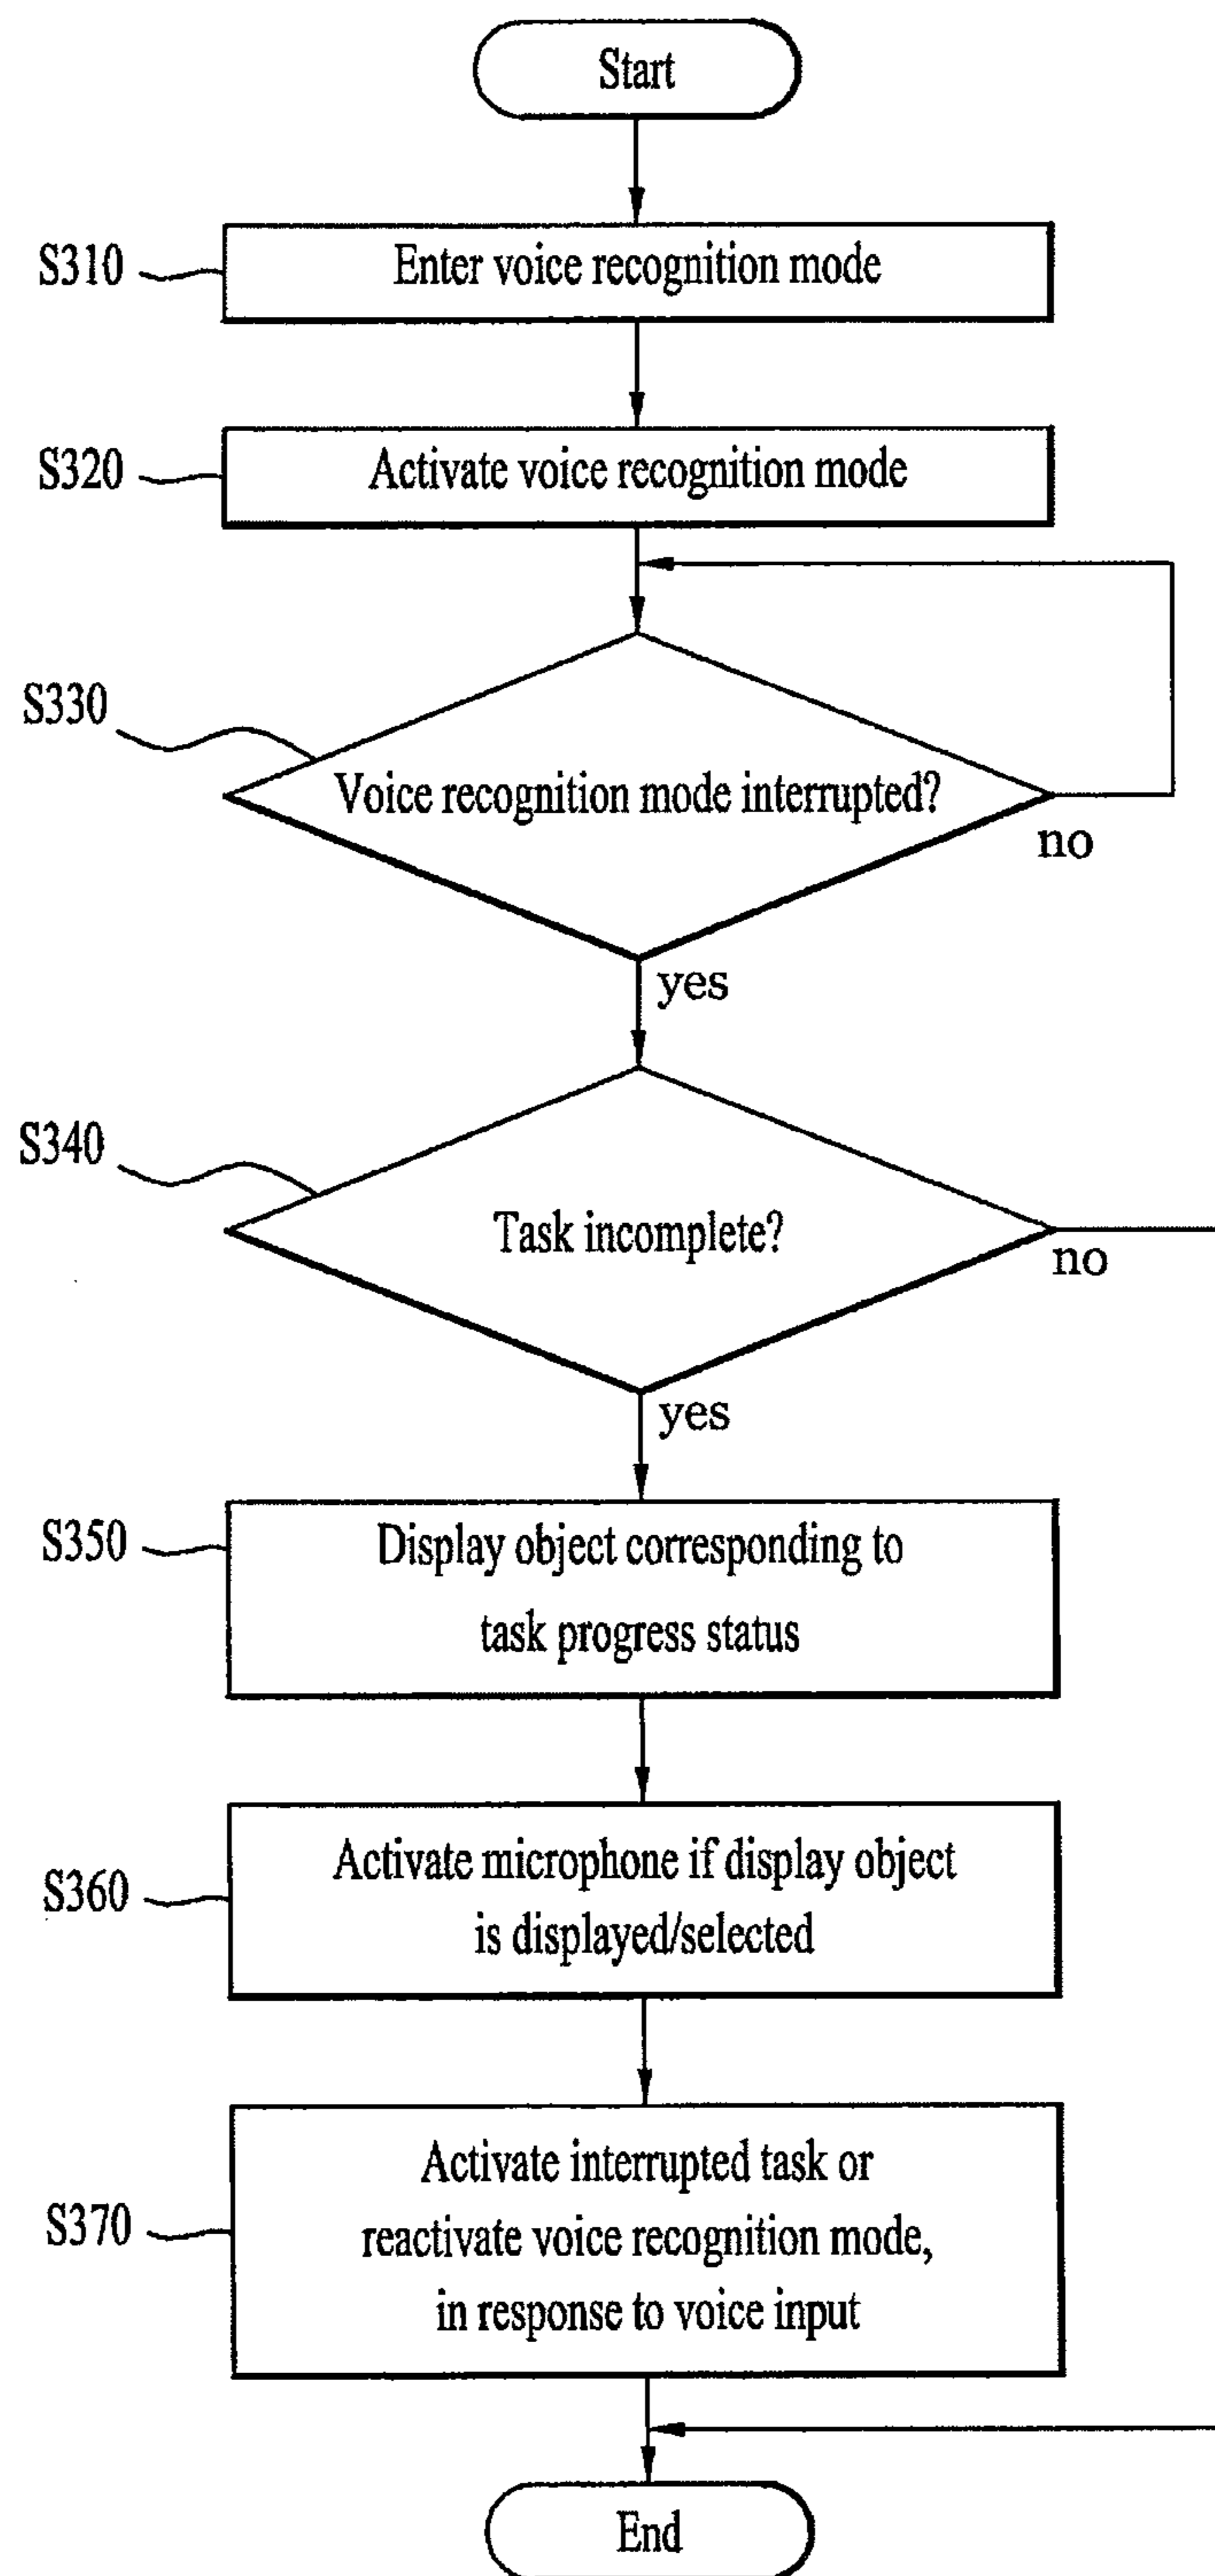 Start
S310
Enter voice recognition mode
S320
Activate voice recognition mode
S330
Voice recognition mode interrupted?
no
yes
S340
Task incomplete?
no
yes
S350
Display object corresponding to
task progress status
S360
Activate microphone if display object
is displayed/selected
S370
Activate interrupted task or
reactivate voice recognition mode,
in response to voice input
End